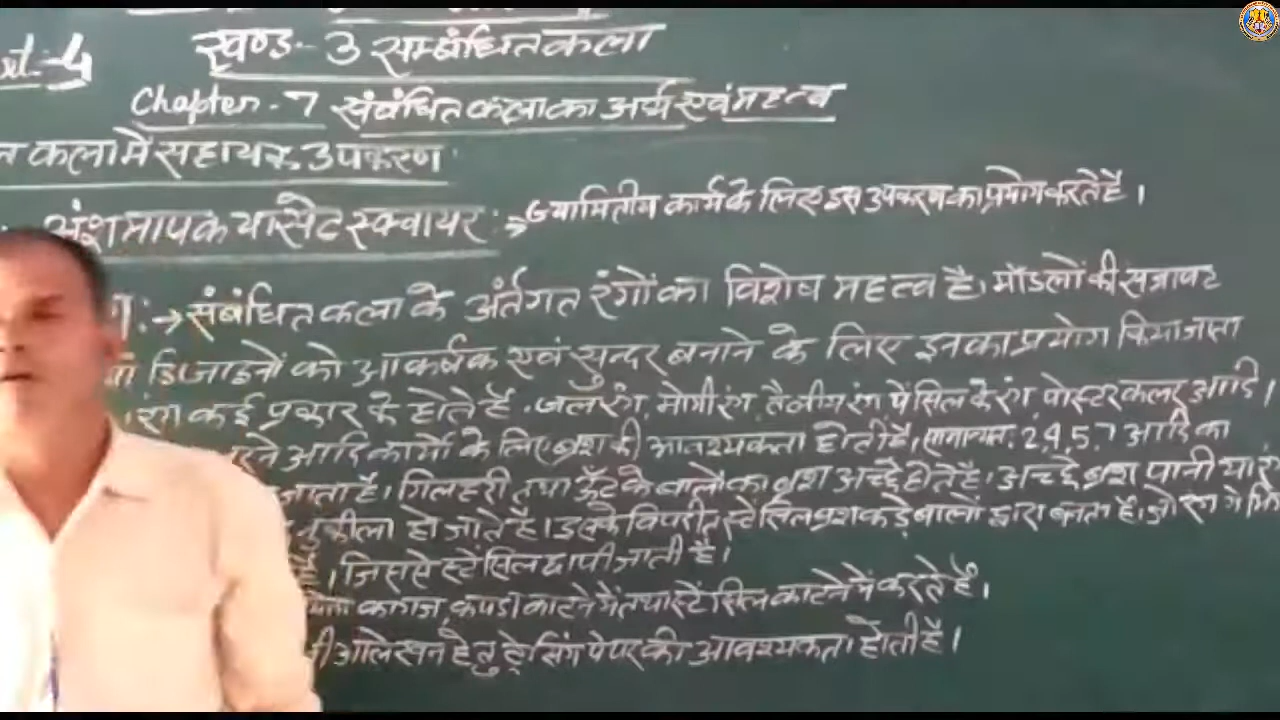 खण्ड- 3 सम्बंधित कला
Chapter-7 संबंधित कला का अर्थ एवं महत्व
कला में सहायक उपकरण
अंशमापक या सेट स्क्वायर :→ ज्यामितीय कार्य के लिए इस उपकरण का प्रयोग करते है।
:→ संबंधित कला के अंर्तगत रंगों का विशेष महत्व है। मॉडलों की सजावट
डिजाइनों को आकर्षक एवं सुन्दर बनाने के लिए इनका प्रयोग किया जाता
रंग कई प्रकार के होते है . जल रंग, मोमी रंग, तैलीय रंग पेंसिल के रंग, पोस्टर कलर आदि।
आदि कार्यो के लिए ब्रश की आवश्यकता होती है। सामान्यत: 2,4,5,7 आदि का
जाता है। गिलहरी तथा ऊँट के बालों का ब्रश अच्छे होते है। अच्छे ब्रश पानी या
नुकीला हो जाते है। इसके विपरीत स्टेंसिल ब्रश कड़े बालों द्वारा बनता है, जो रंग में
, जिससे स्टेंसिल छापी जाती है।
कागज, कपडा काटने में तथा स्टेंसिल काटने में करते है।
आलेखन हेतु ट्रेसिंग पेपर की आवश्यकता होती है।